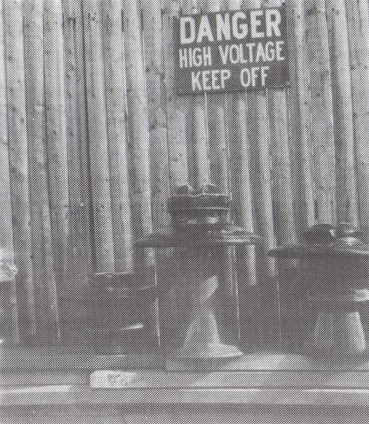 DANGER
HIGH VOLTAGE
KEEP OFF